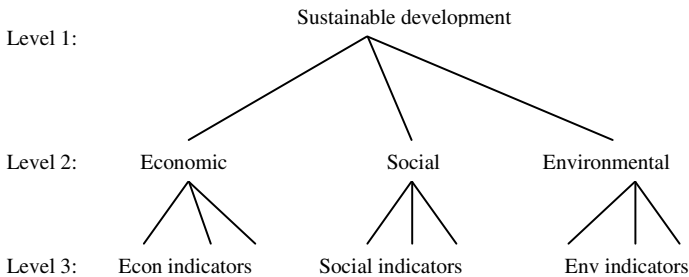 Sustainable development
Level 1:
Level 2: Economic Social Environmental
Level 3: Econ indicators Social indicators Env indicators